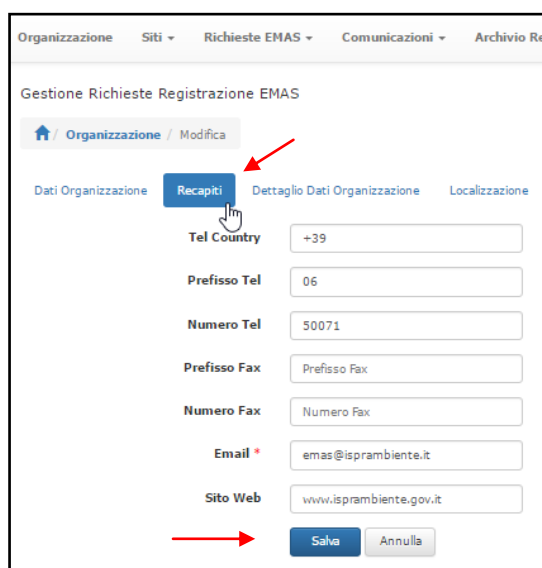 Organizzazione Siti Richieste EMAS Comunicazioni Archivio Re
Gestione Richieste Registrazione EMAS
/ Organizzazione / Modifica
Dati Organizzazione Recapiti Dettaglio Dati Organizzazione Localizzazione
Tel Country +39
Prefisso Tel 06
Numero Tel 50071
Prefisso Fax Prefisso Fax
Numero Fax Numero Fax
Email * emas@isprambiente.it
Sito Web www.isprambiente.gov.it
Salva Annulla